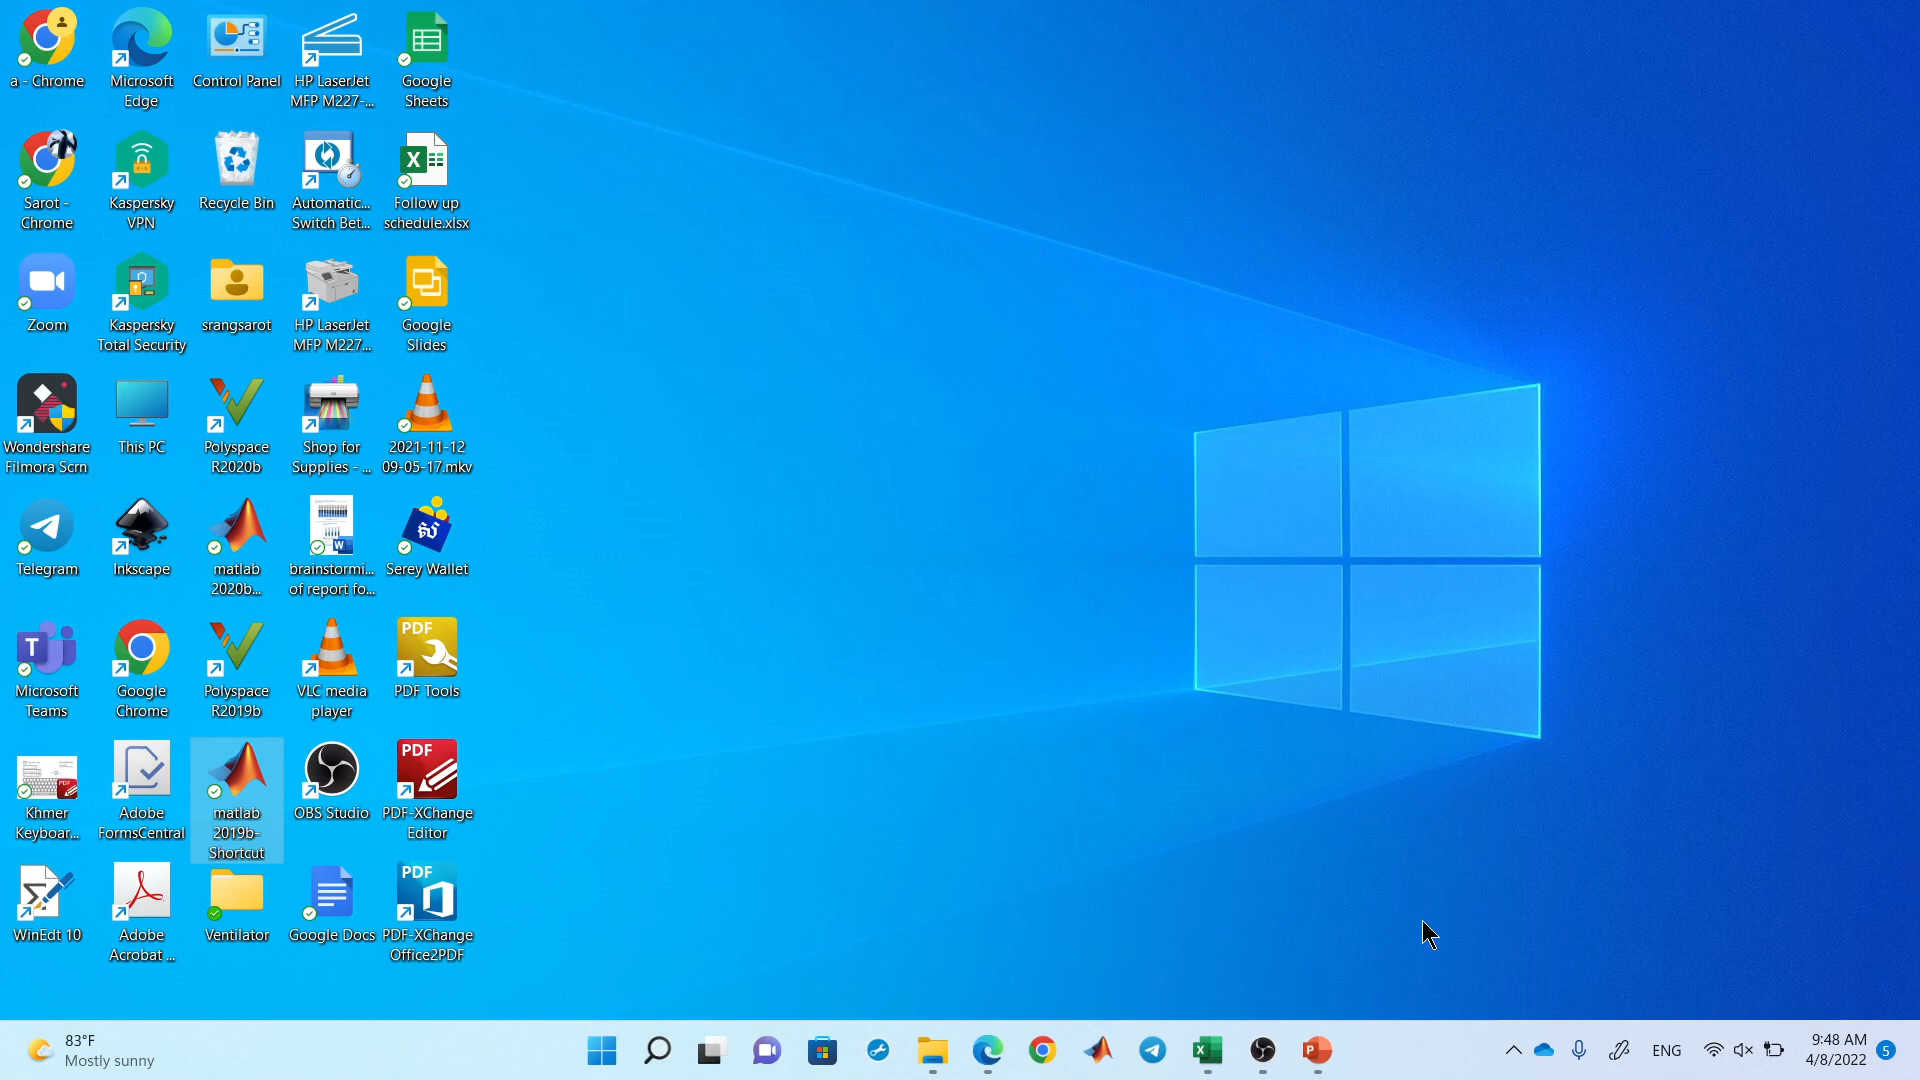 a - Chrome
Microsoft
Edge
Control Panel
HP LaserJet
MFP M227-...
Google
Sheets
Sarot -
Chrome
Kaspersky
VPN
Recycle Bin
Automatic...
Switch Bet...
Follow up
schedule.xlsx
Zoom
Kaspersky
Total Security
srangsarot
HP LaserJet
MFP M227...
Google
Slides
Wondershare
Filmora Scrn
This PC
Polyspace
R2020b
Shop for
Supplies - ...
2021-11-12
09-05-17.mkv
Telegram
Inkscape
matlab
2020b...
brainstormi...
of report fo...
Serey Wallet
Microsoft
Teams
Google
Chrome
Polyspace
R2019b
VLC media
player
PDF
PDF Tools
Khmer
Keyboar...
Adobe
FormsCentral
matlab
2019b-
Shortcut
OBS Studio
PDF
PDF-XChange
Editor
WinEdt 10
Adobe
Acrobat ...
Ventilator
Google Docs
PDF
PDF-XChange
Office2PDF
83°F
Mostly sunny
ENG
9:48 AM
4/8/2022
5